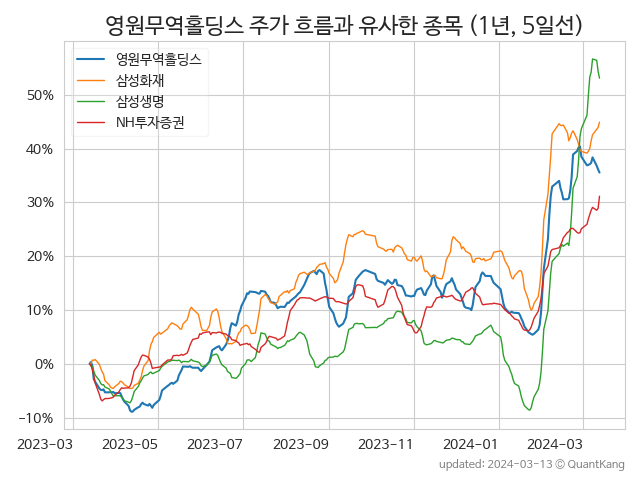 영원무역홀딩스 주가 흐름과 유사한 종목 (1년, 5일선)
영원무역홀딩스
삼성화재
삼성생명
NH투자증권
50%
40%
30%
20%
10%
0%
−10%
2023-03 2023-05 2023-07 2023-09 2023-11 2024-01 2024-03
updated: 2024-03-13 © QuantKang